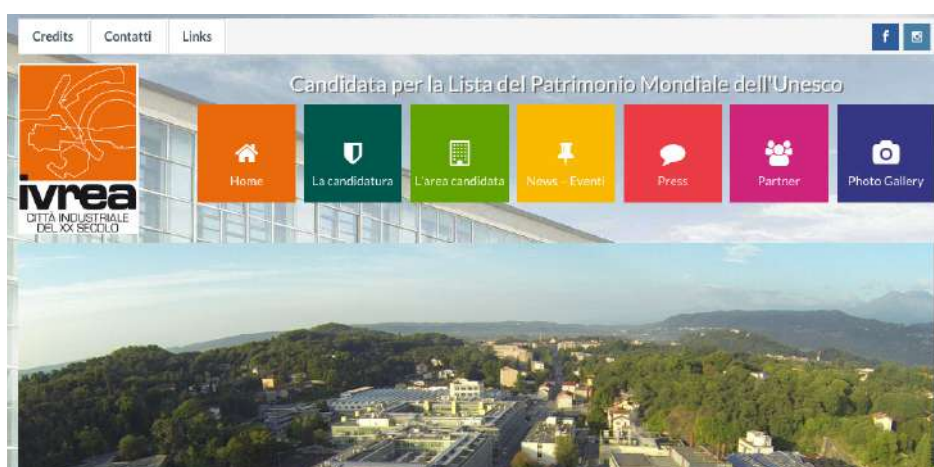 Credits Contatti Links
f
Candidata per la Lista del Patrimonio Mondiale dell'Unesco
Home La candidatura L'area candidata News - Eventi Press Partner Photo Gallery
ivrea
CITTÀ INDUSTRIALE
DEL XX SECOLO